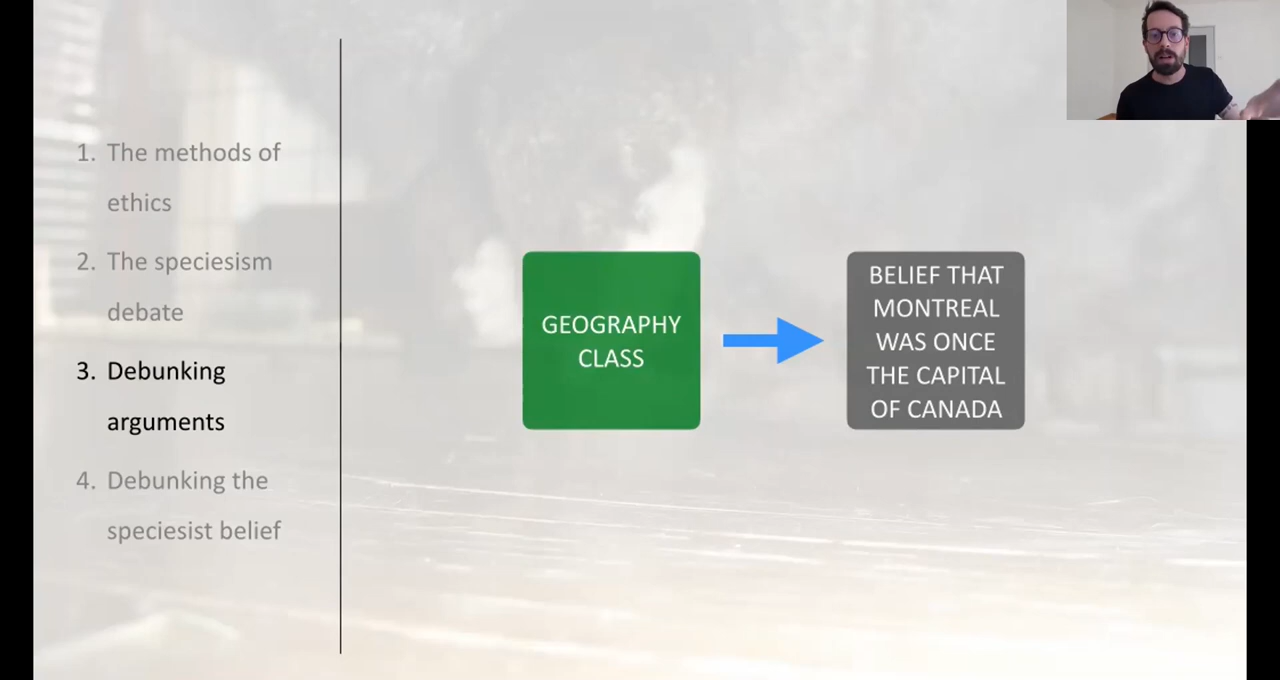 1. The methods of
ethics
2. The speciesism
debate
3. Debunking
arguments
4. Debunking the
speciesist belief
GEOGRAPHY
CLASS
BELIEF THAT
MONTREAL
WAS ONCE
THE CAPITAL
OF CANADA